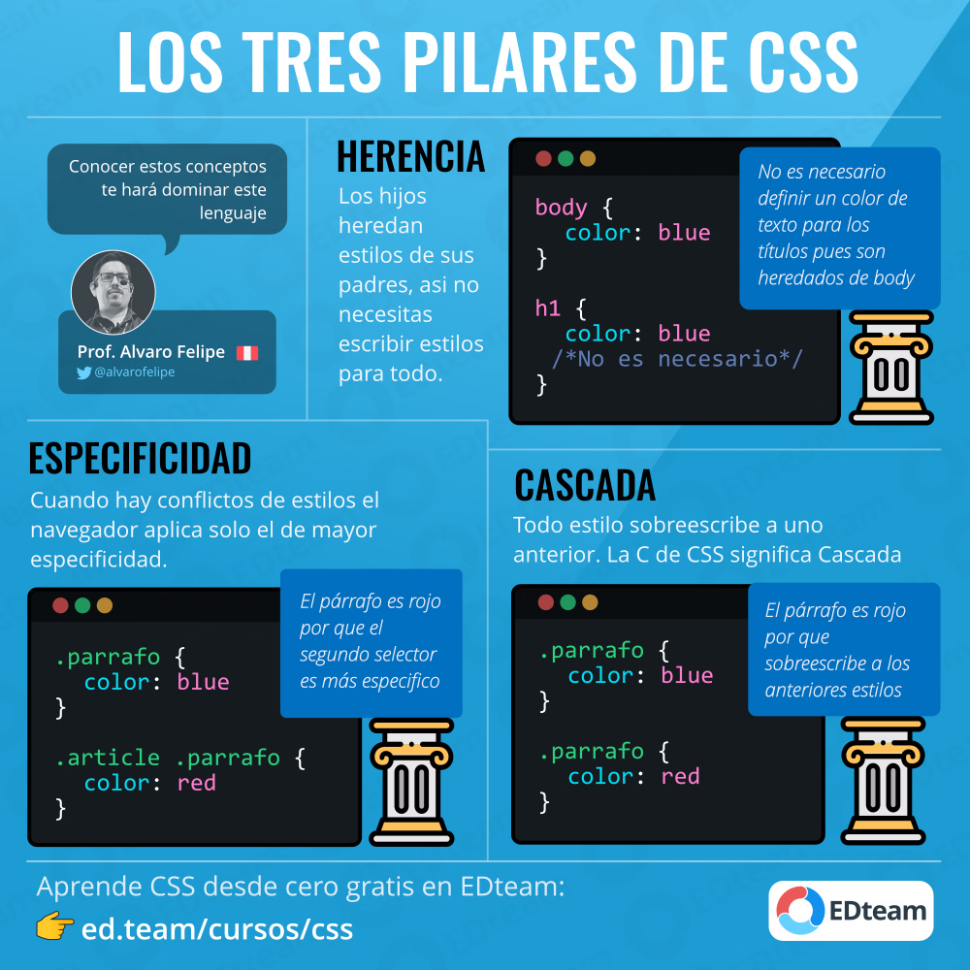 LOS TRES PILARES DE CSS
Conocer estos conceptos
te hará dominar este
lenguaje
Prof. Alvaro Felipe
@alvarofelipe
HERENCIA
Los hijos
heredan
estilos de sus
padres, asi no
necesitas
escribir estilos
para todo.
body {
color: blue
}
h1 {
color: blue
/*No es necesario*/
}
No es necesario
definir un color de
texto para los
títulos pues son
heredados de body
ESPECIFICIDAD
Cuando hay conflictos de estilos el
navegador aplica solo el de mayor
especificidad.
.parrafo {
color: blue
}
.article .parrafo {
color: red
}
El párrafo es rojo
por que el
segundo selector
es más especifico
CASCADA
Todo estilo sobreescribe a uno
anterior. La C de CSS significa Cascada
.parrafo {
color: blue
}
.parrafo {
color: red
}
El párrafo es rojo
por que
sobreescribe a los
anteriores estilos
Aprende CSS desde cero gratis en EDteam:
ed.team/cursos/css
EDteam